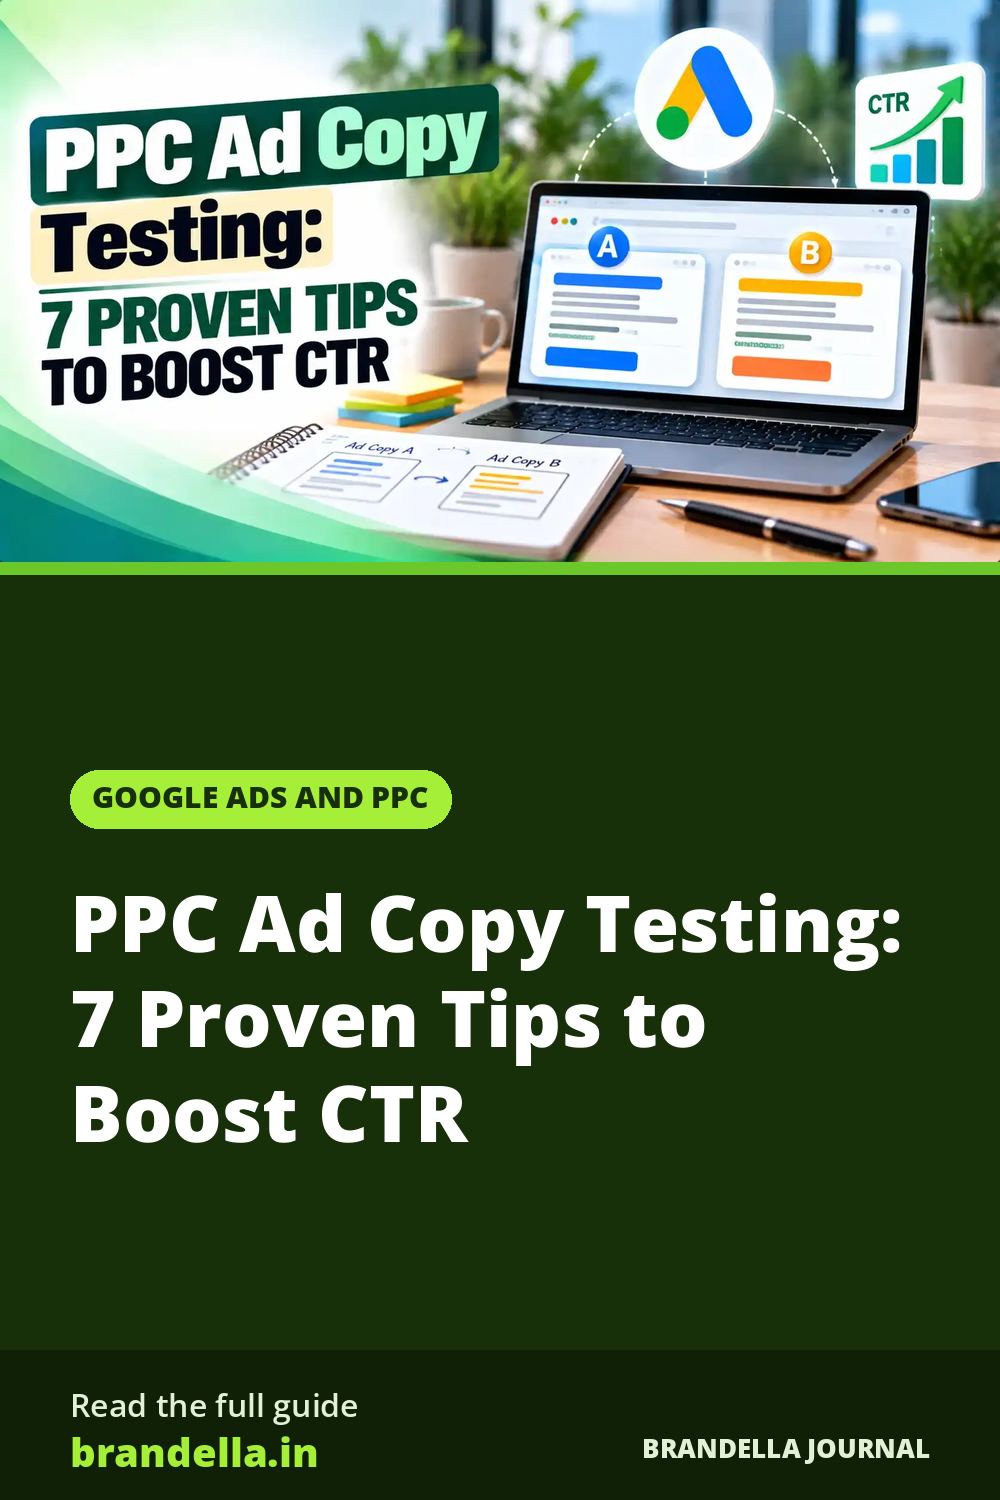 PPC Ad Copy
Testing:
7 PROVEN TIPS
TO BOOST CTR
CTR
A
B
Ad Copy A
Ad Copy B
GOOGLE ADS AND PPC
PPC Ad Copy Testing:
7 Proven Tips to
Boost CTR
Read the full guide
brandella.in
BRANDELLA JOURNAL